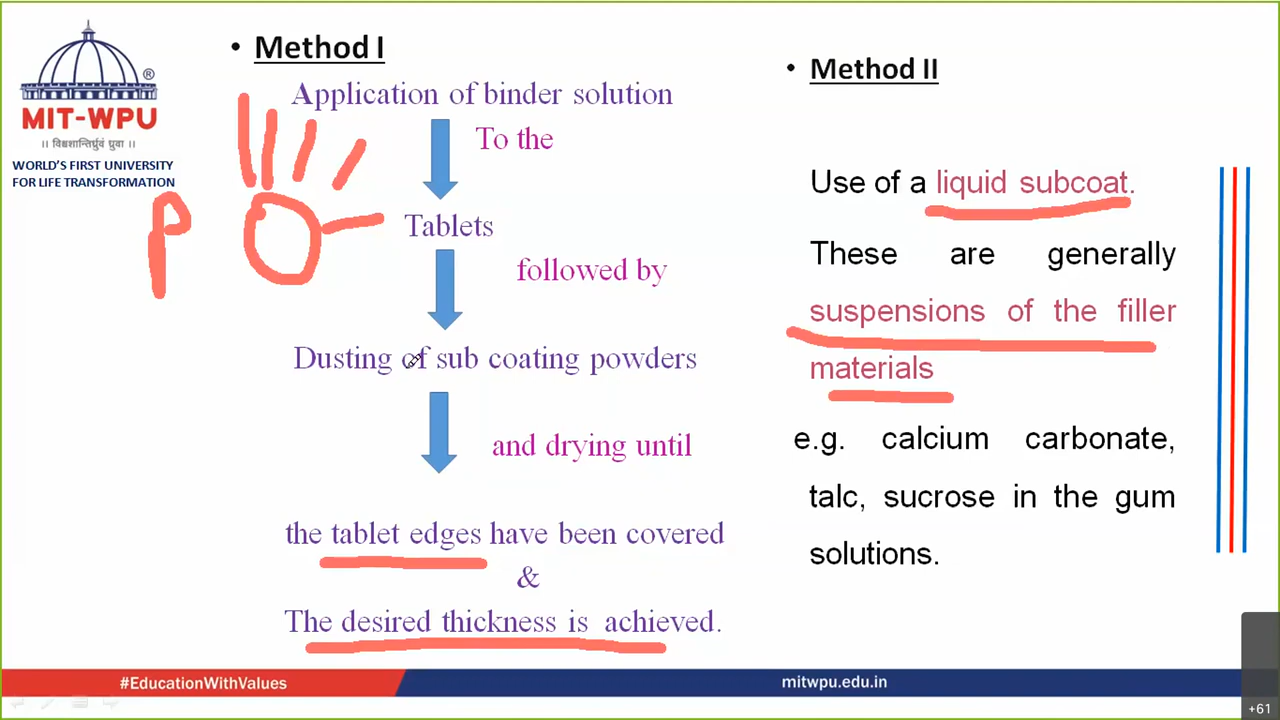 ®
MIT-WPU
|| विश्वशान्तिर्ध्रुवं ध्रुवा ||
WORLD'S FIRST UNIVERSITY
FOR LIFE TRANSFORMATION
P
• Method I
Application of binder solution
To the
Tablets
followed by
Dusting of sub coating powders
and drying until
the tablet edges have been covered
&
The desired thickness is achieved.
• Method II
Use of a liquid subcoat.
These are generally
suspensions of the filler
materials
e.g. calcium carbonate,
talc, sucrose in the gum
solutions.
#EducationWithValues
mitwpu.edu.in
+61